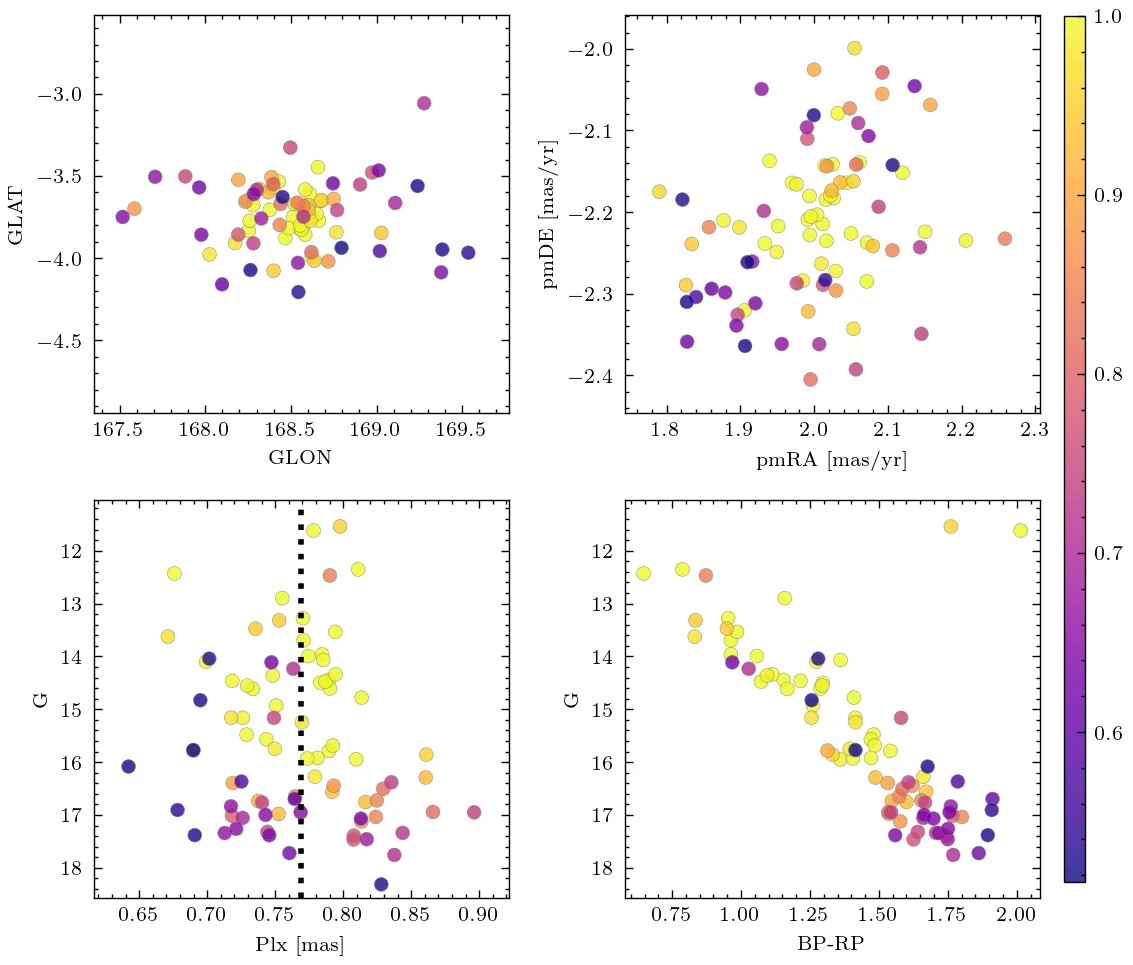 GLAT
−3.0
−3.5
−4.0
−4.5
167.5 168.0 168.5 169.0 169.5
GLON
pmDE [mas/yr]
−2.0
−2.1
−2.2
−2.3
−2.4
1.8 1.9 2.0 2.1 2.2 2.3
pmRA [mas/yr]
G
12
13
14
15
16
17
18
0.65 0.70 0.75 0.80 0.85 0.90
Plx [mas]
G
12
13
14
15
16
17
18
0.75 1.00 1.25 1.50 1.75 2.00
BP-RP
1.0
0.9
0.8
0.7
0.6